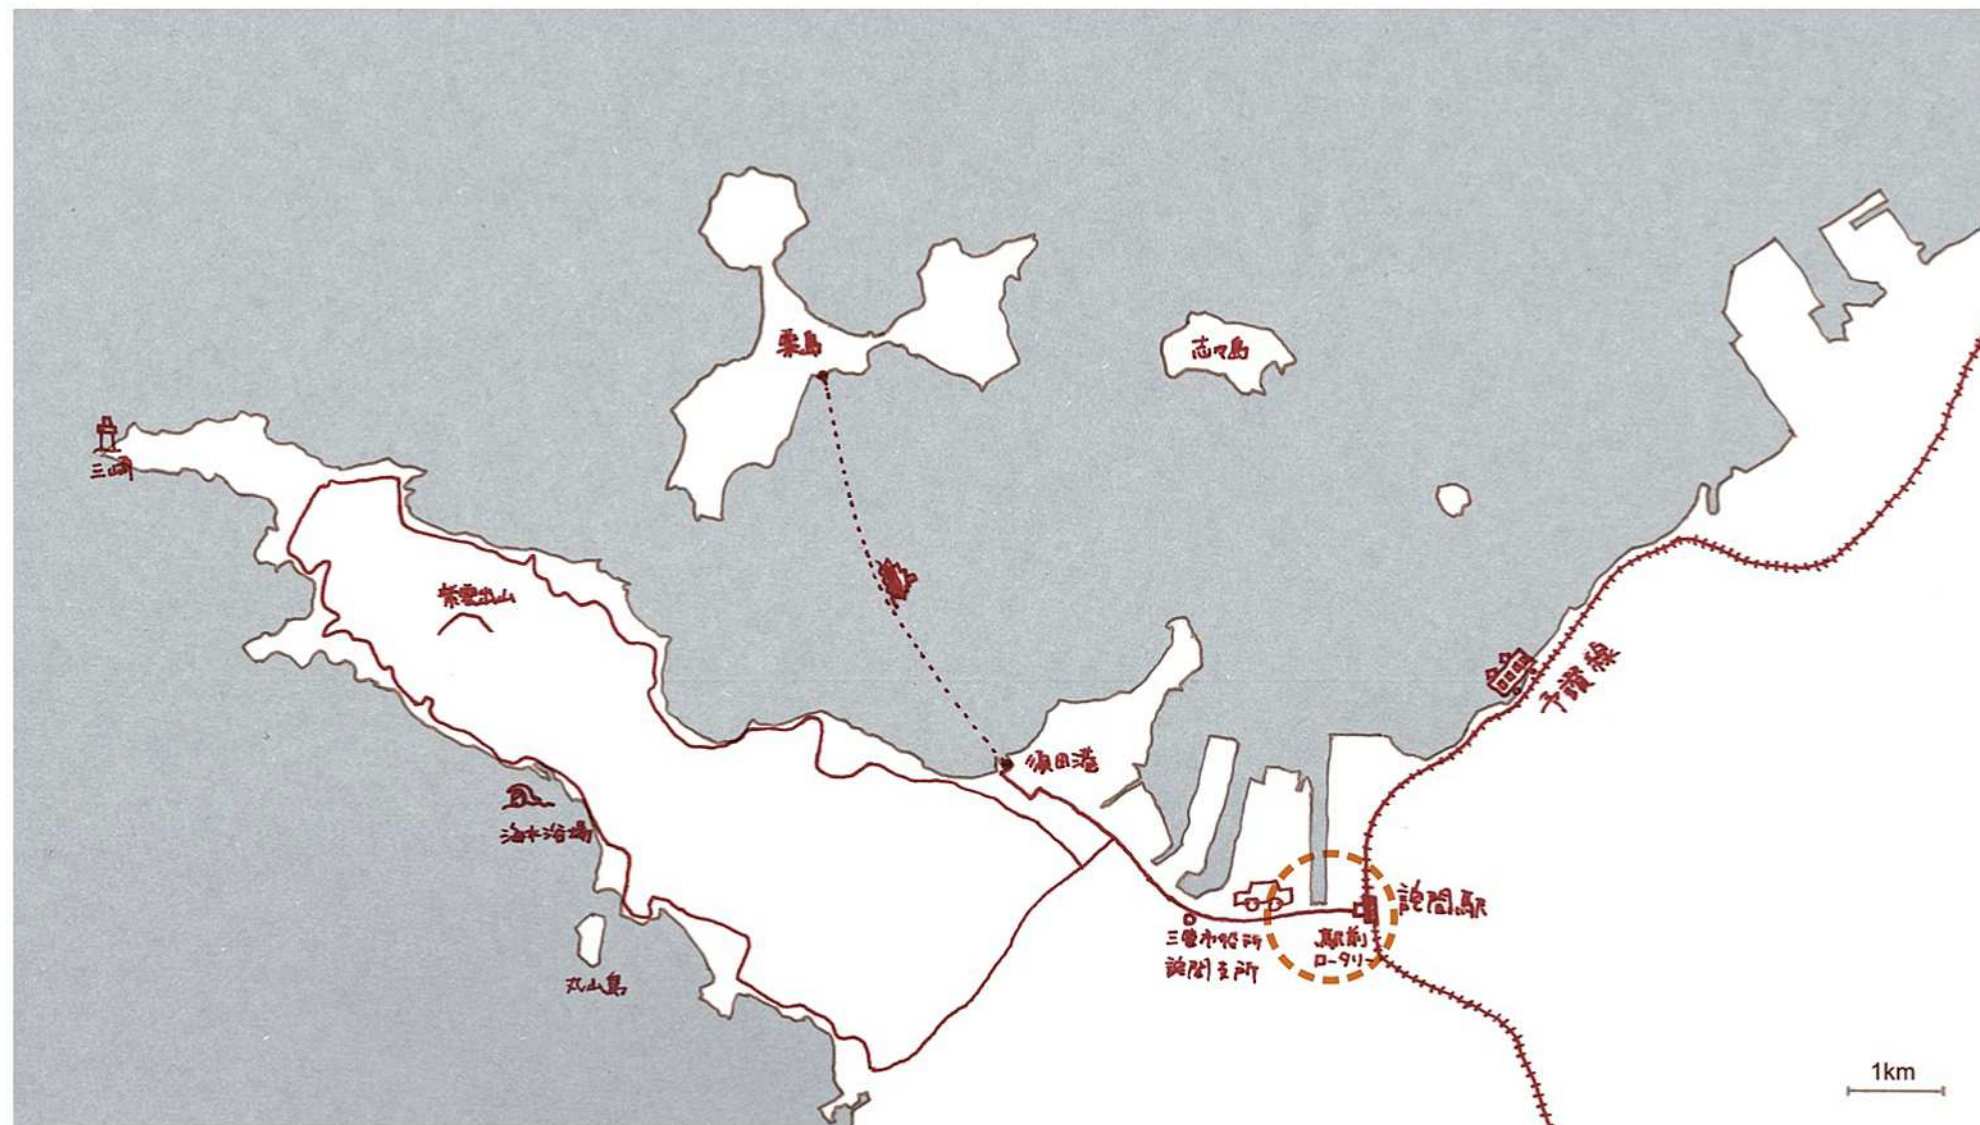 粟島
志々島
三崎
紫雲出山
予讃線
須田港
海水浴場
詫間駅
三豊市役所
詫間支所
駅前
ロータリー
丸山島
1km